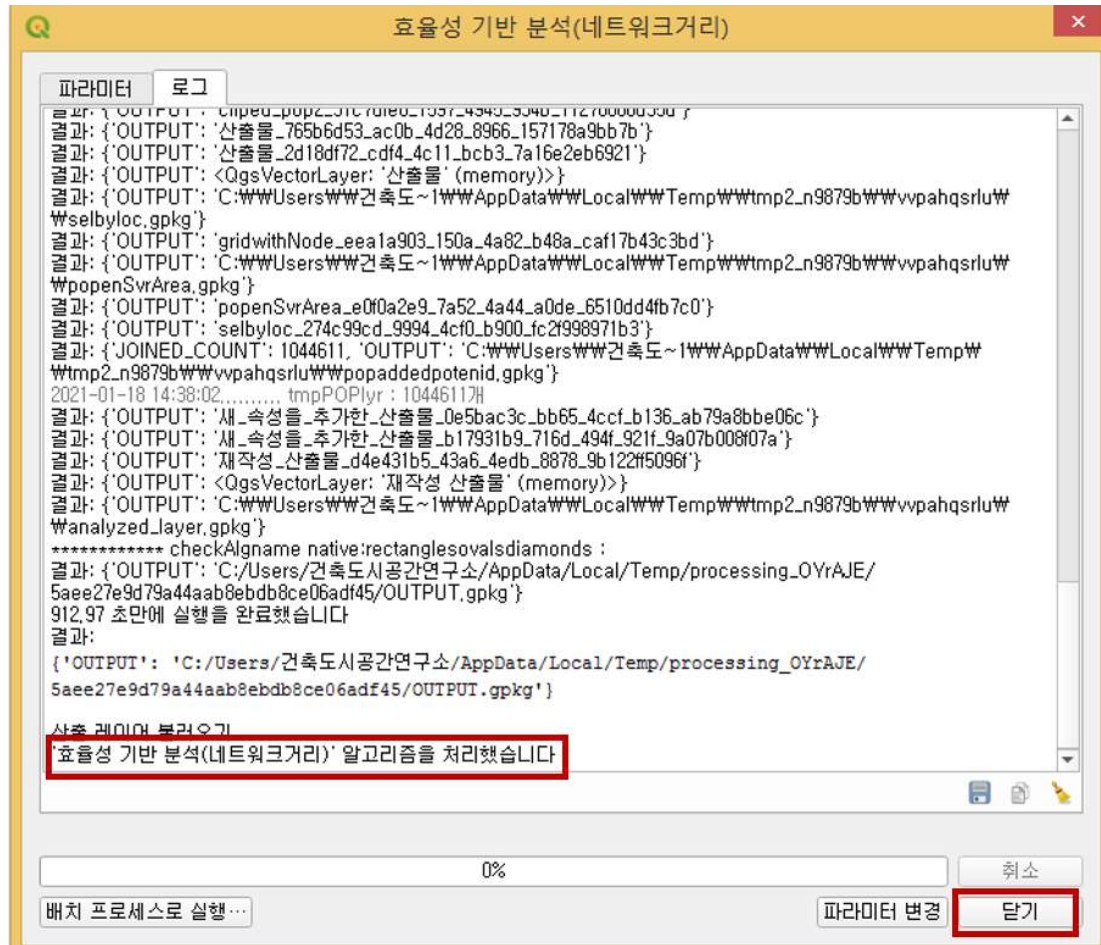 효율성 기반 분석(네트워크거리)
파라미터 로그
결과: {'OUTPUT':
결과: {'OUTPUT': '산출물_765b6d53_ac0b_4d28_8966_157178a9bb7b'}
결과: {'OUTPUT': '산출물_2d18df72_cdf4_4c11_bcb3_7a16e2eb6921'}
결과: {'OUTPUT': <QgsVectorLayer: '산출물' (memory)>}
결과: {'OUTPUT': 'C:₩₩Users₩₩건축도~1₩₩AppData₩₩Local₩₩Temp₩₩tmp2_n9879b₩₩vvpahqsrlu₩
₩selbyloc.gpkg'}
결과: {'OUTPUT': 'gridwithNode_eea1a903_150a_4a82_b48a_caf17b43c3bd'}
결과: {'OUTPUT': 'C:₩₩Users₩₩건축도~1₩₩AppData₩₩Local₩₩Temp₩₩tmp2_n9879b₩₩vvpahqsrlu₩
₩popenSvrArea.gpkg'}
결과: {'OUTPUT': 'popenSvrArea_e0f0a2e9_7a52_4a44_a0de_6510dd4fb7c0'}
결과: {'OUTPUT': 'selbyloc_274c99cd_9994_4cf0_b900_fc2f998971b3'}
결과: {'JOINED_COUNT': 1044611, 'OUTPUT': 'C:₩₩Users₩₩건축도~1₩₩AppData₩₩Local₩₩Temp₩
₩tmp2_n9879b₩₩vvpahqsrlu₩₩popaddedpotenid.gpkg'}
2021-01-18 14:38:02.......... tmpPOPlyr : 1044611개
결과: {'OUTPUT': '새_속성을_추가한_산출물_0e5bac3c_bb65_4ccf_b136_ab79a8bbe06c'}
결과: {'OUTPUT': '새_속성을_추가한_산출물_b17931b9_716d_494f_921f_9a07b008f07a'}
결과: {'OUTPUT': '재작성_산출물_d4e431b5_43a6_4edb_8878_9b122ff5096f'}
결과: {'OUTPUT': <QgsVectorLayer: '재작성 산출물' (memory)>}
결과: {'OUTPUT': 'C:₩₩Users₩₩건축도~1₩₩AppData₩₩Local₩₩Temp₩₩tmp2_n9879b₩₩vvpahqsrlu₩
₩analyzed_layer.gpkg'}
************ checkAlgname native:rectanglesovalsdiamonds :
결과: {'OUTPUT': 'C:/Users/건축도시공간연구소/AppData/Local/Temp/processing_OYrAJE/
5aee27e9d79a44aab8ebdb8ce06adf45/OUTPUT.gpkg'}
912.97 초만에 실행을 완료했습니다
결과:
{'OUTPUT': 'C:/Users/건축도시공간연구소/AppData/Local/Temp/processing_OYrAJE/
5aee27e9d79a44aab8ebdb8ce06adf45/OUTPUT.gpkg'}
산출 레이어 불러오기
'효율성 기반 분석(네트워크거리)' 알고리즘을 처리했습니다
0%
취소
배치 프로세스로 실행…
파라미터 변경
닫기